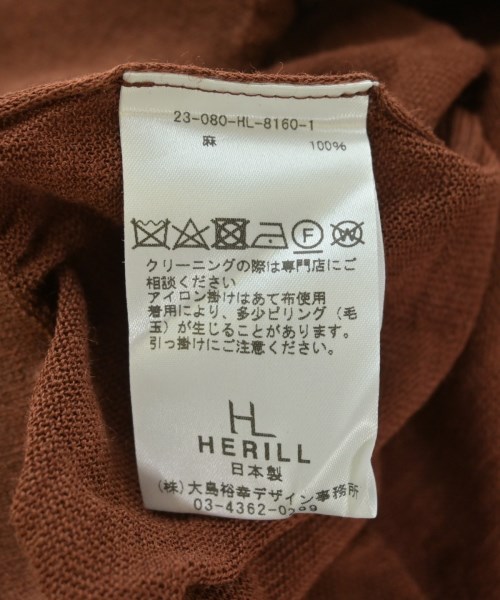 23-080-HL-8160-1
麻 100%
F W
クリーニングの際は専門店にご
相談ください
アイロン掛けはあて布使用
着用により、多少ピリング(毛
玉)が生じることがあります。
引っ掛けにご注意ください。
HL
HERILL
日本製
(株)大島裕幸デザイン事務所
03-4362-0